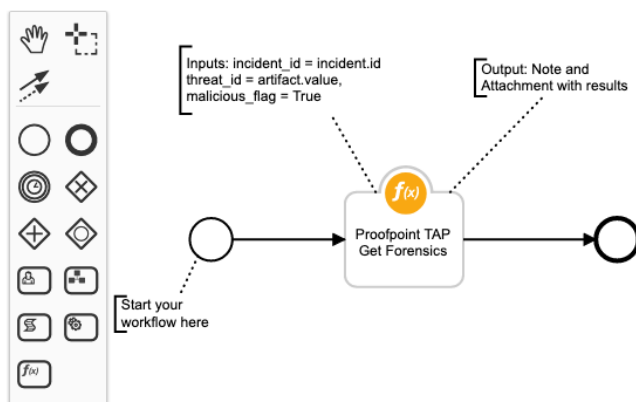 Inputs: incident_id = incident.id
threat_id = artifact.value,
malicious_flag = True
Output: Note and
Attachment with results
f(x)
Proofpoint TAP
Get Forensics
Start your
workflow here
f(x)